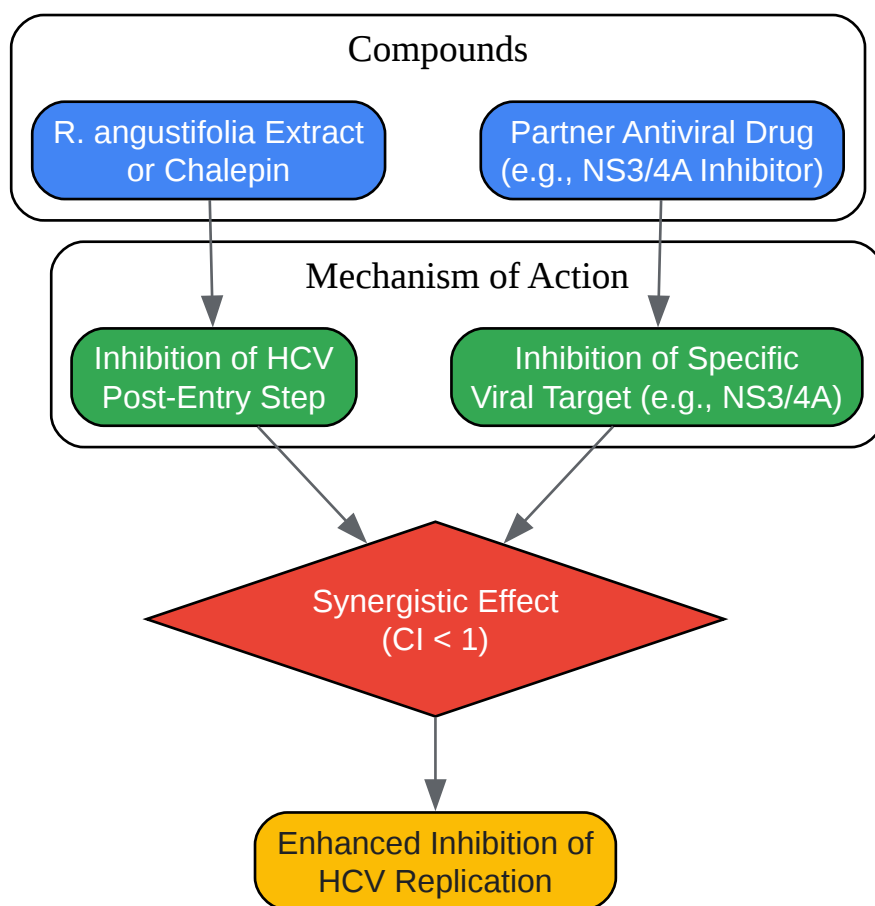 Compounds
R. angustifolia Extract
or Chalepin
Partner Antiviral Drug
(e.g., NS3/4A Inhibitor)
Mechanism of Action
Inhibition of HCV
Post-Entry Step
Inhibition of Specific
Viral Target (e.g., NS3/4A)
Synergistic Effect
(CI < 1)
Enhanced Inhibition of
HCV Replication